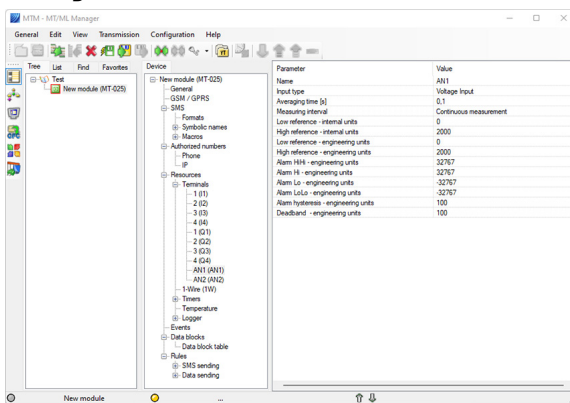 MTM - MT/ML Manager
General Edit View Transmission Configuration Help
Tree List Find Favorites
Test
New module (MT-025)
Device
New module (MT-025)
General
GSM / GPRS
SMS
Formats
Symbolic names
Macros
Authorized numbers
Phone
IP
Resources
Terminals
1 (I1)
2 (I2)
3 (I3)
4 (I4)
1 (Q1)
2 (Q2)
3 (Q3)
4 (Q4)
AN1 (AN1)
AN2 (AN2)
1-Wire (1W)
Timers
Temperature
Logger
Events
Data blocks
Data block table
Rules
SMS sending
Data sending
Parameter Value
Name AN1
Input type Voltage Input
Averaging time [s] 0,1
Measuring interval Continuous measurement
Low reference - internal units 0
High reference - internal units 2000
Low reference - engineering units 0
High reference - engineering units 2000
Alarm HiHi - engineering units 32767
Alarm Hi - engineering units 32767
Alarm Lo - engineering units -32767
Alarm LoLo - engineering units -32767
Alarm hysteresis - engineering units 100
Deadband - engineering units 100
New module ...